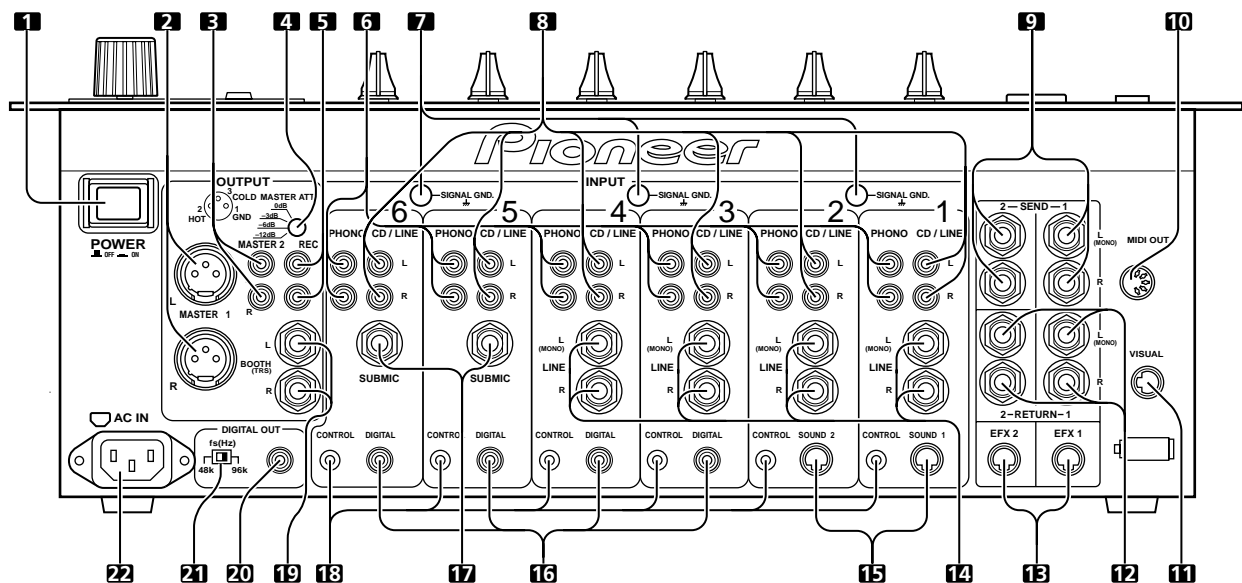 1 2 3 4 5 6 7 8 9 10
Pioneer
OUTPUT
INPUT
3
COLD
2
1
HOT
GND
MASTER ATT.
0dB
–3dB
–6dB
–12dB
SIGNAL GND.
SIGNAL GND.
SIGNAL GND.
POWER
OFF ON
MASTER 2
REC
L
R
MASTER 1
L
R
BOOTH
(TRS)
L
R
6 5 4 3 2 1
PHONO CD / LINE PHONO CD / LINE PHONO CD / LINE PHONO CD / LINE PHONO CD / LINE PHONO CD / LINE
L L L L L L
R R R R R R
SUBMIC SUBMIC
L
(MONO)
LINE
R
L
(MONO)
LINE
R
L
(MONO)
LINE
R
L
(MONO)
LINE
R
2–SEND–1
L
(MONO)
R
L
(MONO)
R
2–RETURN–1
MIDI OUT
VISUAL
AC IN
DIGITAL OUT
fs(Hz)
48k 96k
CONTROL DIGITAL CONTROL DIGITAL CONTROL DIGITAL CONTROL DIGITAL CONTROL SOUND 2 CONTROL SOUND 1
EFX 2 EFX 1
22 21 20 19 18 17 16 15 14 13 12 11